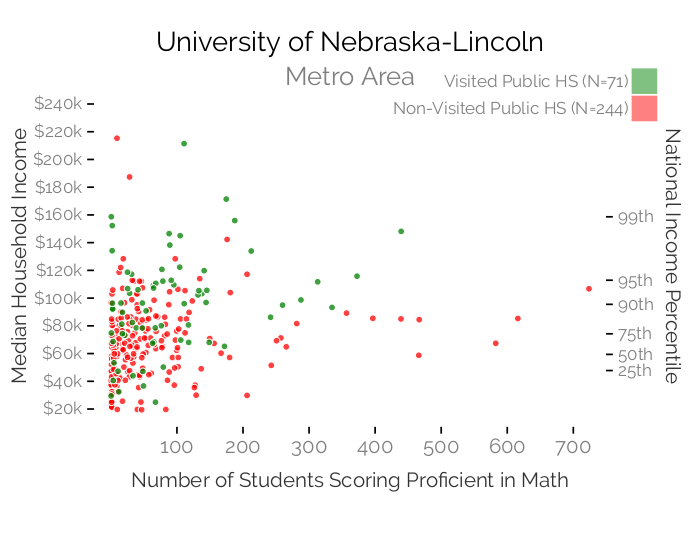 University of Nebraska-Lincoln
Metro Area
Visited Public HS (N=71)
Non-Visited Public HS (N=244)
Median Household Income
$240k
$220k
$200k
$180k
$160k
$140k
$120k
$100k
$80k
$60k
$40k
$20k
National Income Percentile
99th
95th
90th
75th
50th
25th
100 200 300 400 500 600 700
Number of Students Scoring Proficient in Math